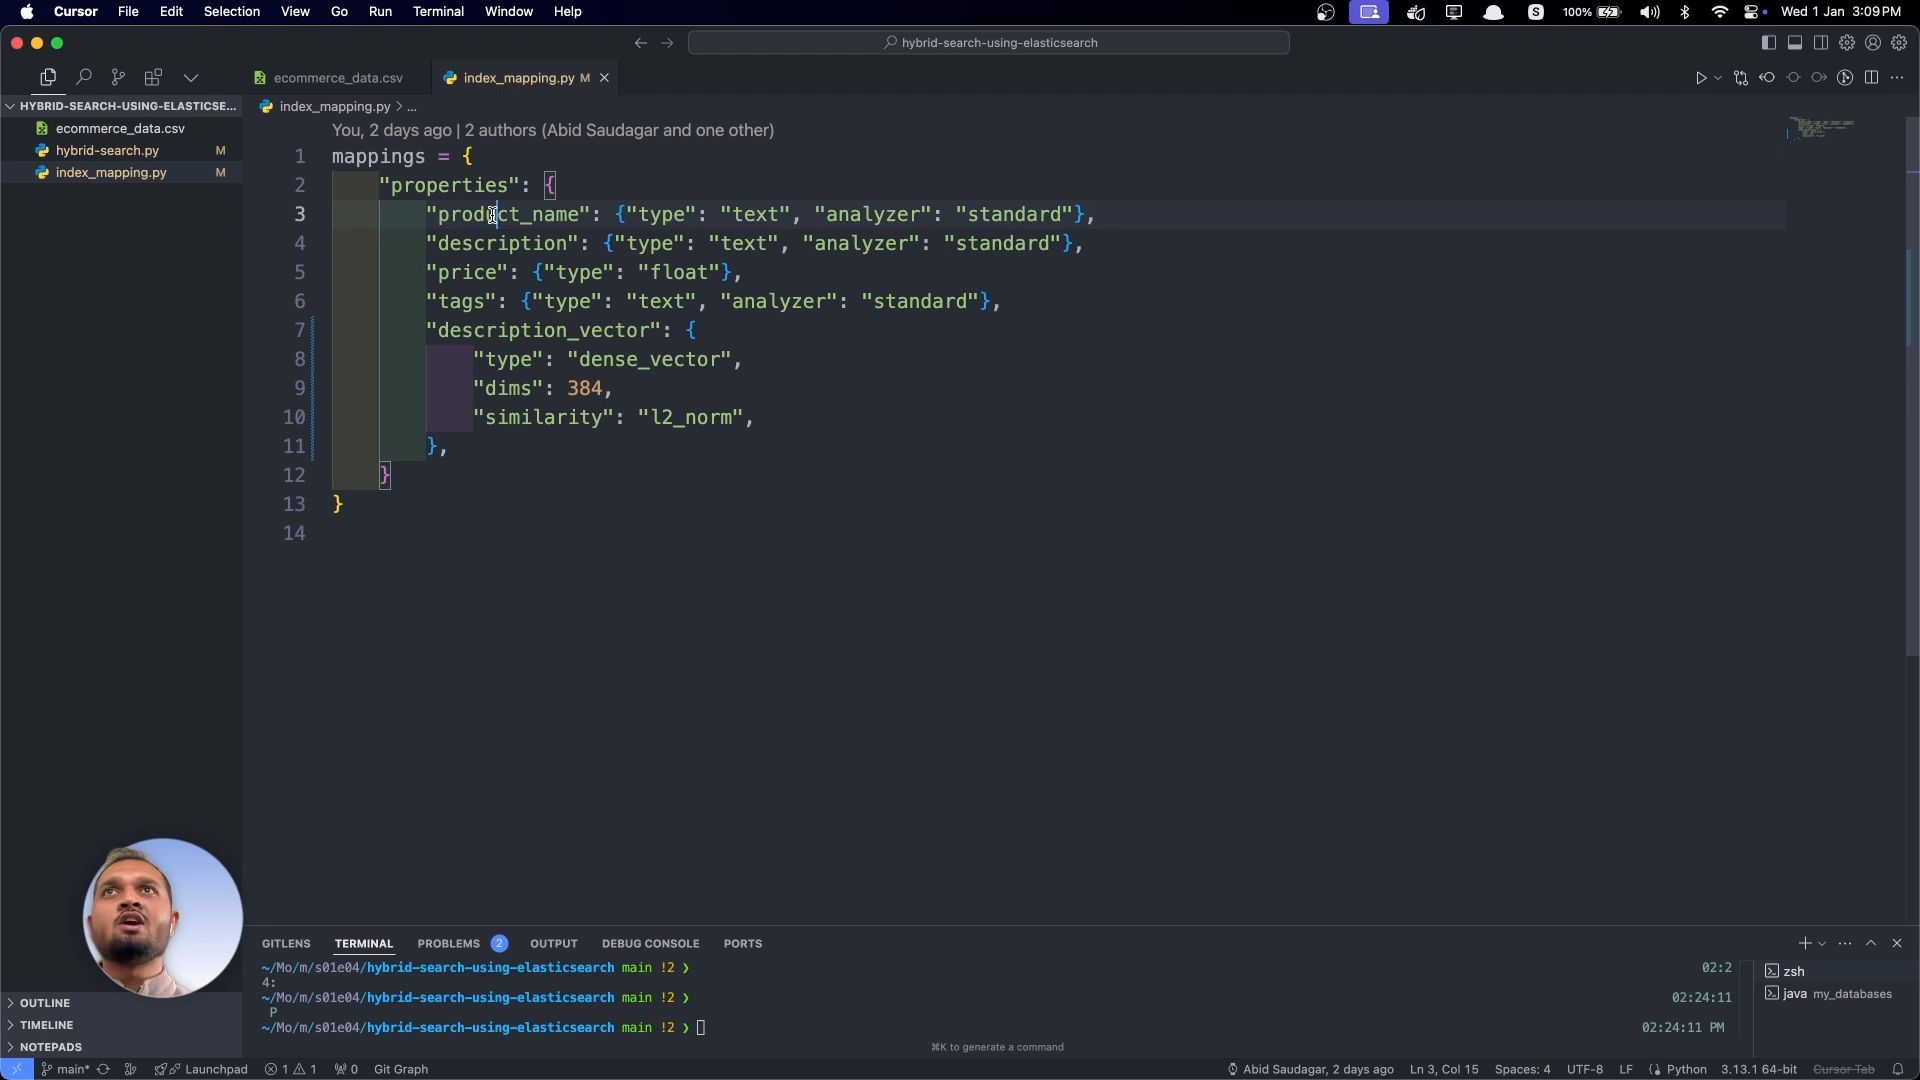 Cursor File Edit Selection View Go Run Terminal Window Help
100% Wed 1 Jan 3:09 PM
hybrid-search-using-elasticsearch
ecommerce_data.csv index_mapping.py M
HYBRID-SEARCH-USING-ELASTICSE...
ecommerce_data.csv
hybrid-search.py M
index_mapping.py M
index_mapping.py > ...
You, 2 days ago | 2 authors (Abid Saudagar and one other)
1 mappings = {
2 "properties": {
3 "product_name": {"type": "text", "analyzer": "standard"},
4 "description": {"type": "text", "analyzer": "standard"},
5 "price": {"type": "float"},
6 "tags": {"type": "text", "analyzer": "standard"},
7 "description_vector": {
8 "type": "dense_vector",
9 "dims": 384,
10 "similarity": "l2_norm",
11 },
12 }
13 }
14
OUTLINE
TIMELINE
NOTEPADS
GITLENS TERMINAL PROBLEMS 2 OUTPUT DEBUG CONSOLE PORTS
~/Mo/m/s01e04/hybrid-search-using-elasticsearch main !2 ❯ 02:2
4:
~/Mo/m/s01e04/hybrid-search-using-elasticsearch main !2 ❯ 02:24:11
P
~/Mo/m/s01e04/hybrid-search-using-elasticsearch main !2 ❯ 02:24:11 PM
⌘K to generate a command
zsh
java my_databases
main* Launchpad 1 1 0 Git Graph
Abid Saudagar, 2 days ago Ln 3, Col 15 Spaces: 4 UTF-8 LF Python 3.13.1 64-bit Cursor Tab